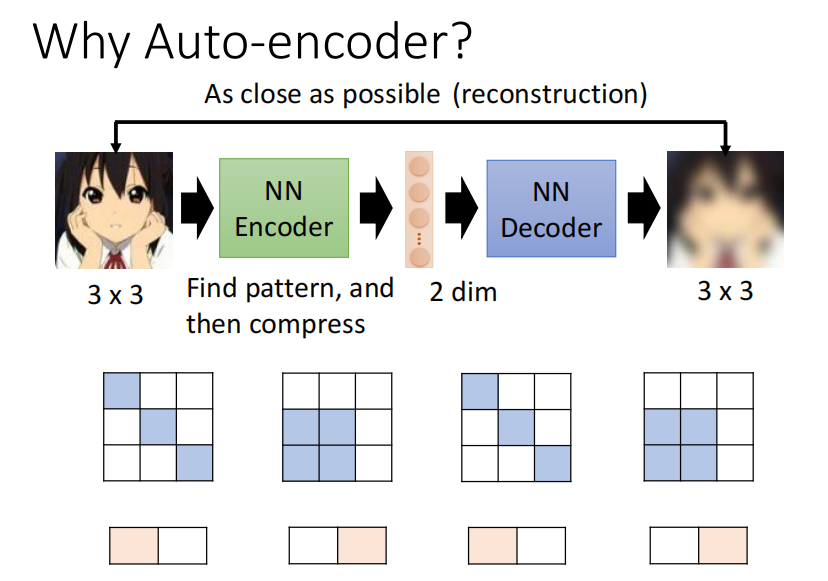 Why Auto-encoder?
As close as possible (reconstruction)
NN
Encoder
NN
Decoder
3 x 3
Find pattern, and
then compress
2 dim
3 x 3